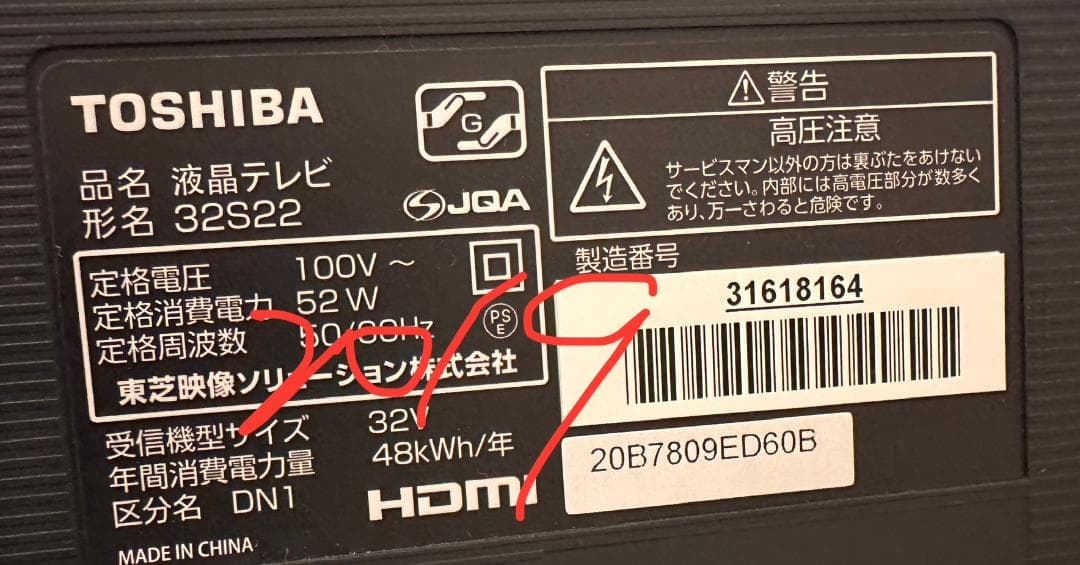 TOSHIBA
品名 液晶テレビ
形名 32S22
G
JQA
定格電圧 100V ～
定格消費電力 52W
定格周波数 50/60Hz
PS
E
東芝映像ソリューション株式会社
受信機型サイズ 32V
年間消費電力量 48kWh/年
区分名 DN1
HDMI
MADE IN CHINA
警告
高圧注意
サービスマン以外の方は裏ぶたをあけない
でください。内部には高電圧部分が数多く
あり、万一さわると危険です。
製造番号
31618164
20B7809ED60B
2019